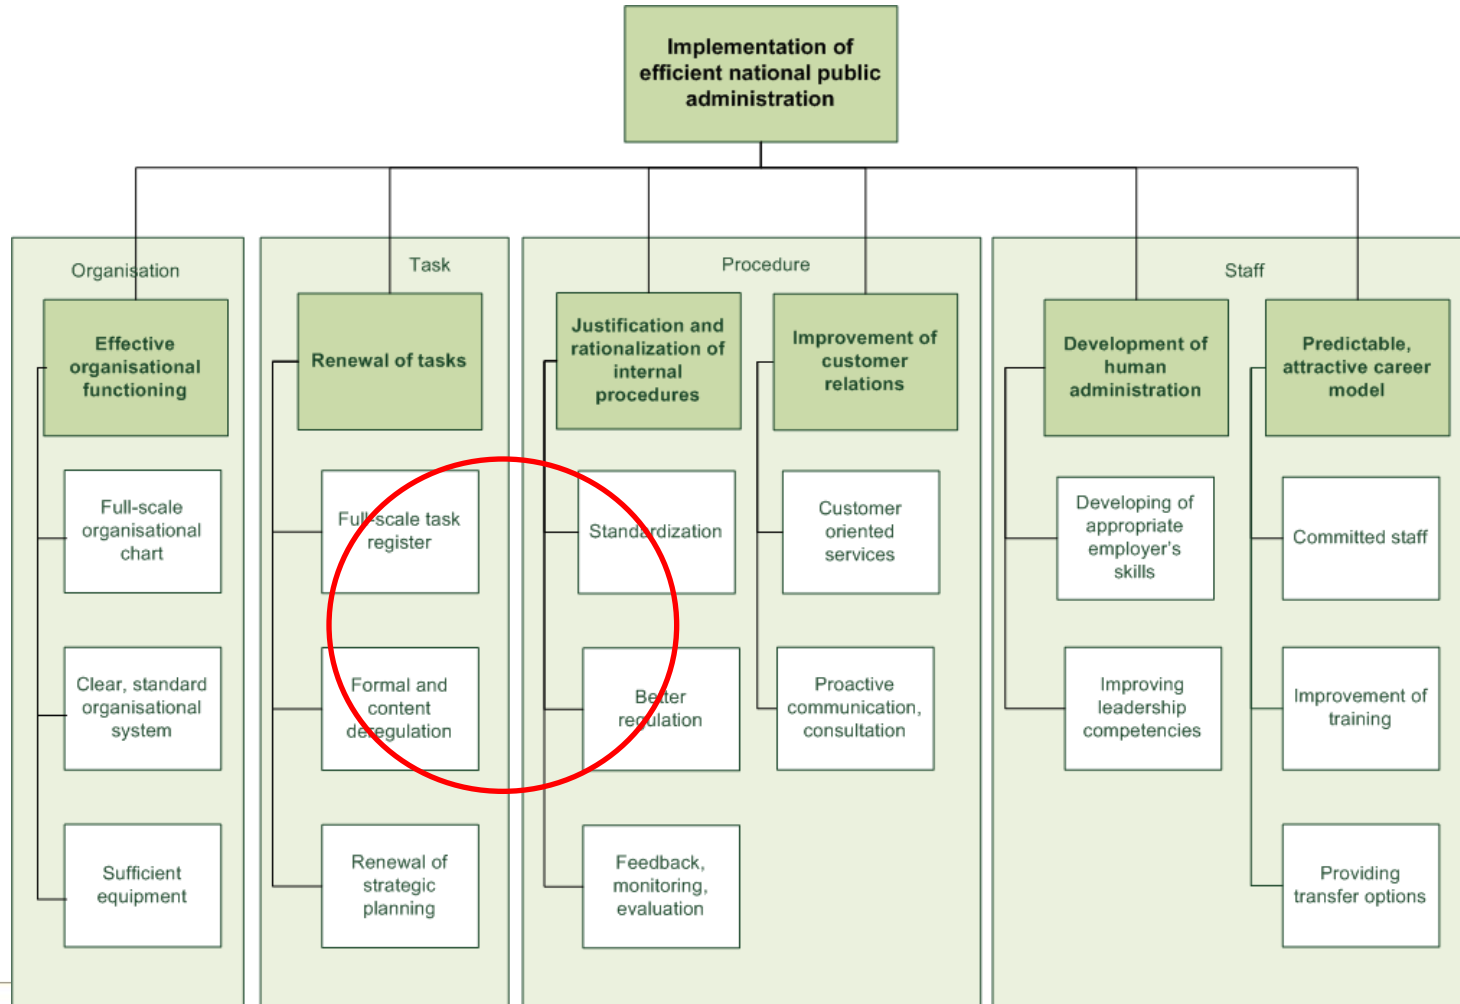 Implementation of
efficient national public
administration
Organisation
Effective
organisational
functioning
Full-scale
organisational
chart
Clear, standard
organisational
system
Sufficient
equipment
Task
Renewal of tasks
Full-scale task
register
Formal and
content
deregulation
Renewal of
strategic
planning
Procedure
Justification and
rationalization of
internal
procedures
Standardization
Better
regulation
Feedback,
monitoring,
evaluation
Improvement of
customer
relations
Customer
oriented
services
Proactive
communication,
consultation
Staff
Development of
human
administration
Developing of
appropriate
employer's
skills
Improving
leadership
competencies
Predictable,
attractive career
model
Committed staff
Improvement of
training
Providing
transfer options